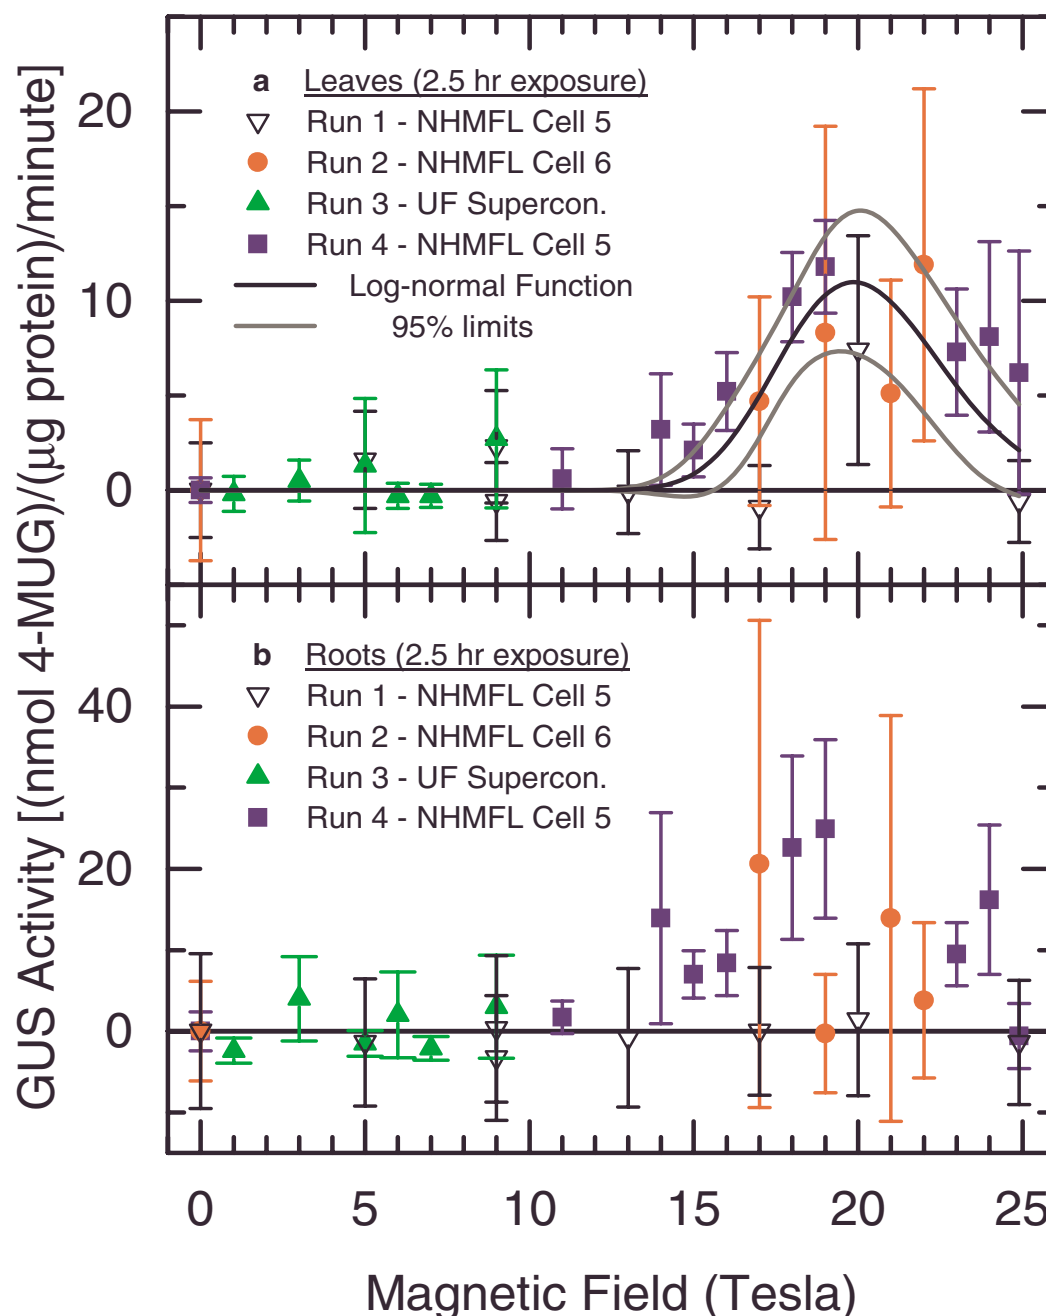 GUS Activity [(nmol 4-MUG)/(μg protein)/minute]
20
10
0
a Leaves (2.5 hr exposure)
Run 1 - NHMFL Cell 5
Run 2 - NHMFL Cell 6
Run 3 - UF Supercon.
Run 4 - NHMFL Cell 5
Log-normal Function
95% limits
40
20
0
b Roots (2.5 hr exposure)
Run 1 - NHMFL Cell 5
Run 2 - NHMFL Cell 6
Run 3 - UF Supercon.
Run 4 - NHMFL Cell 5
0 5 10 15 20 25
Magnetic Field (Tesla)